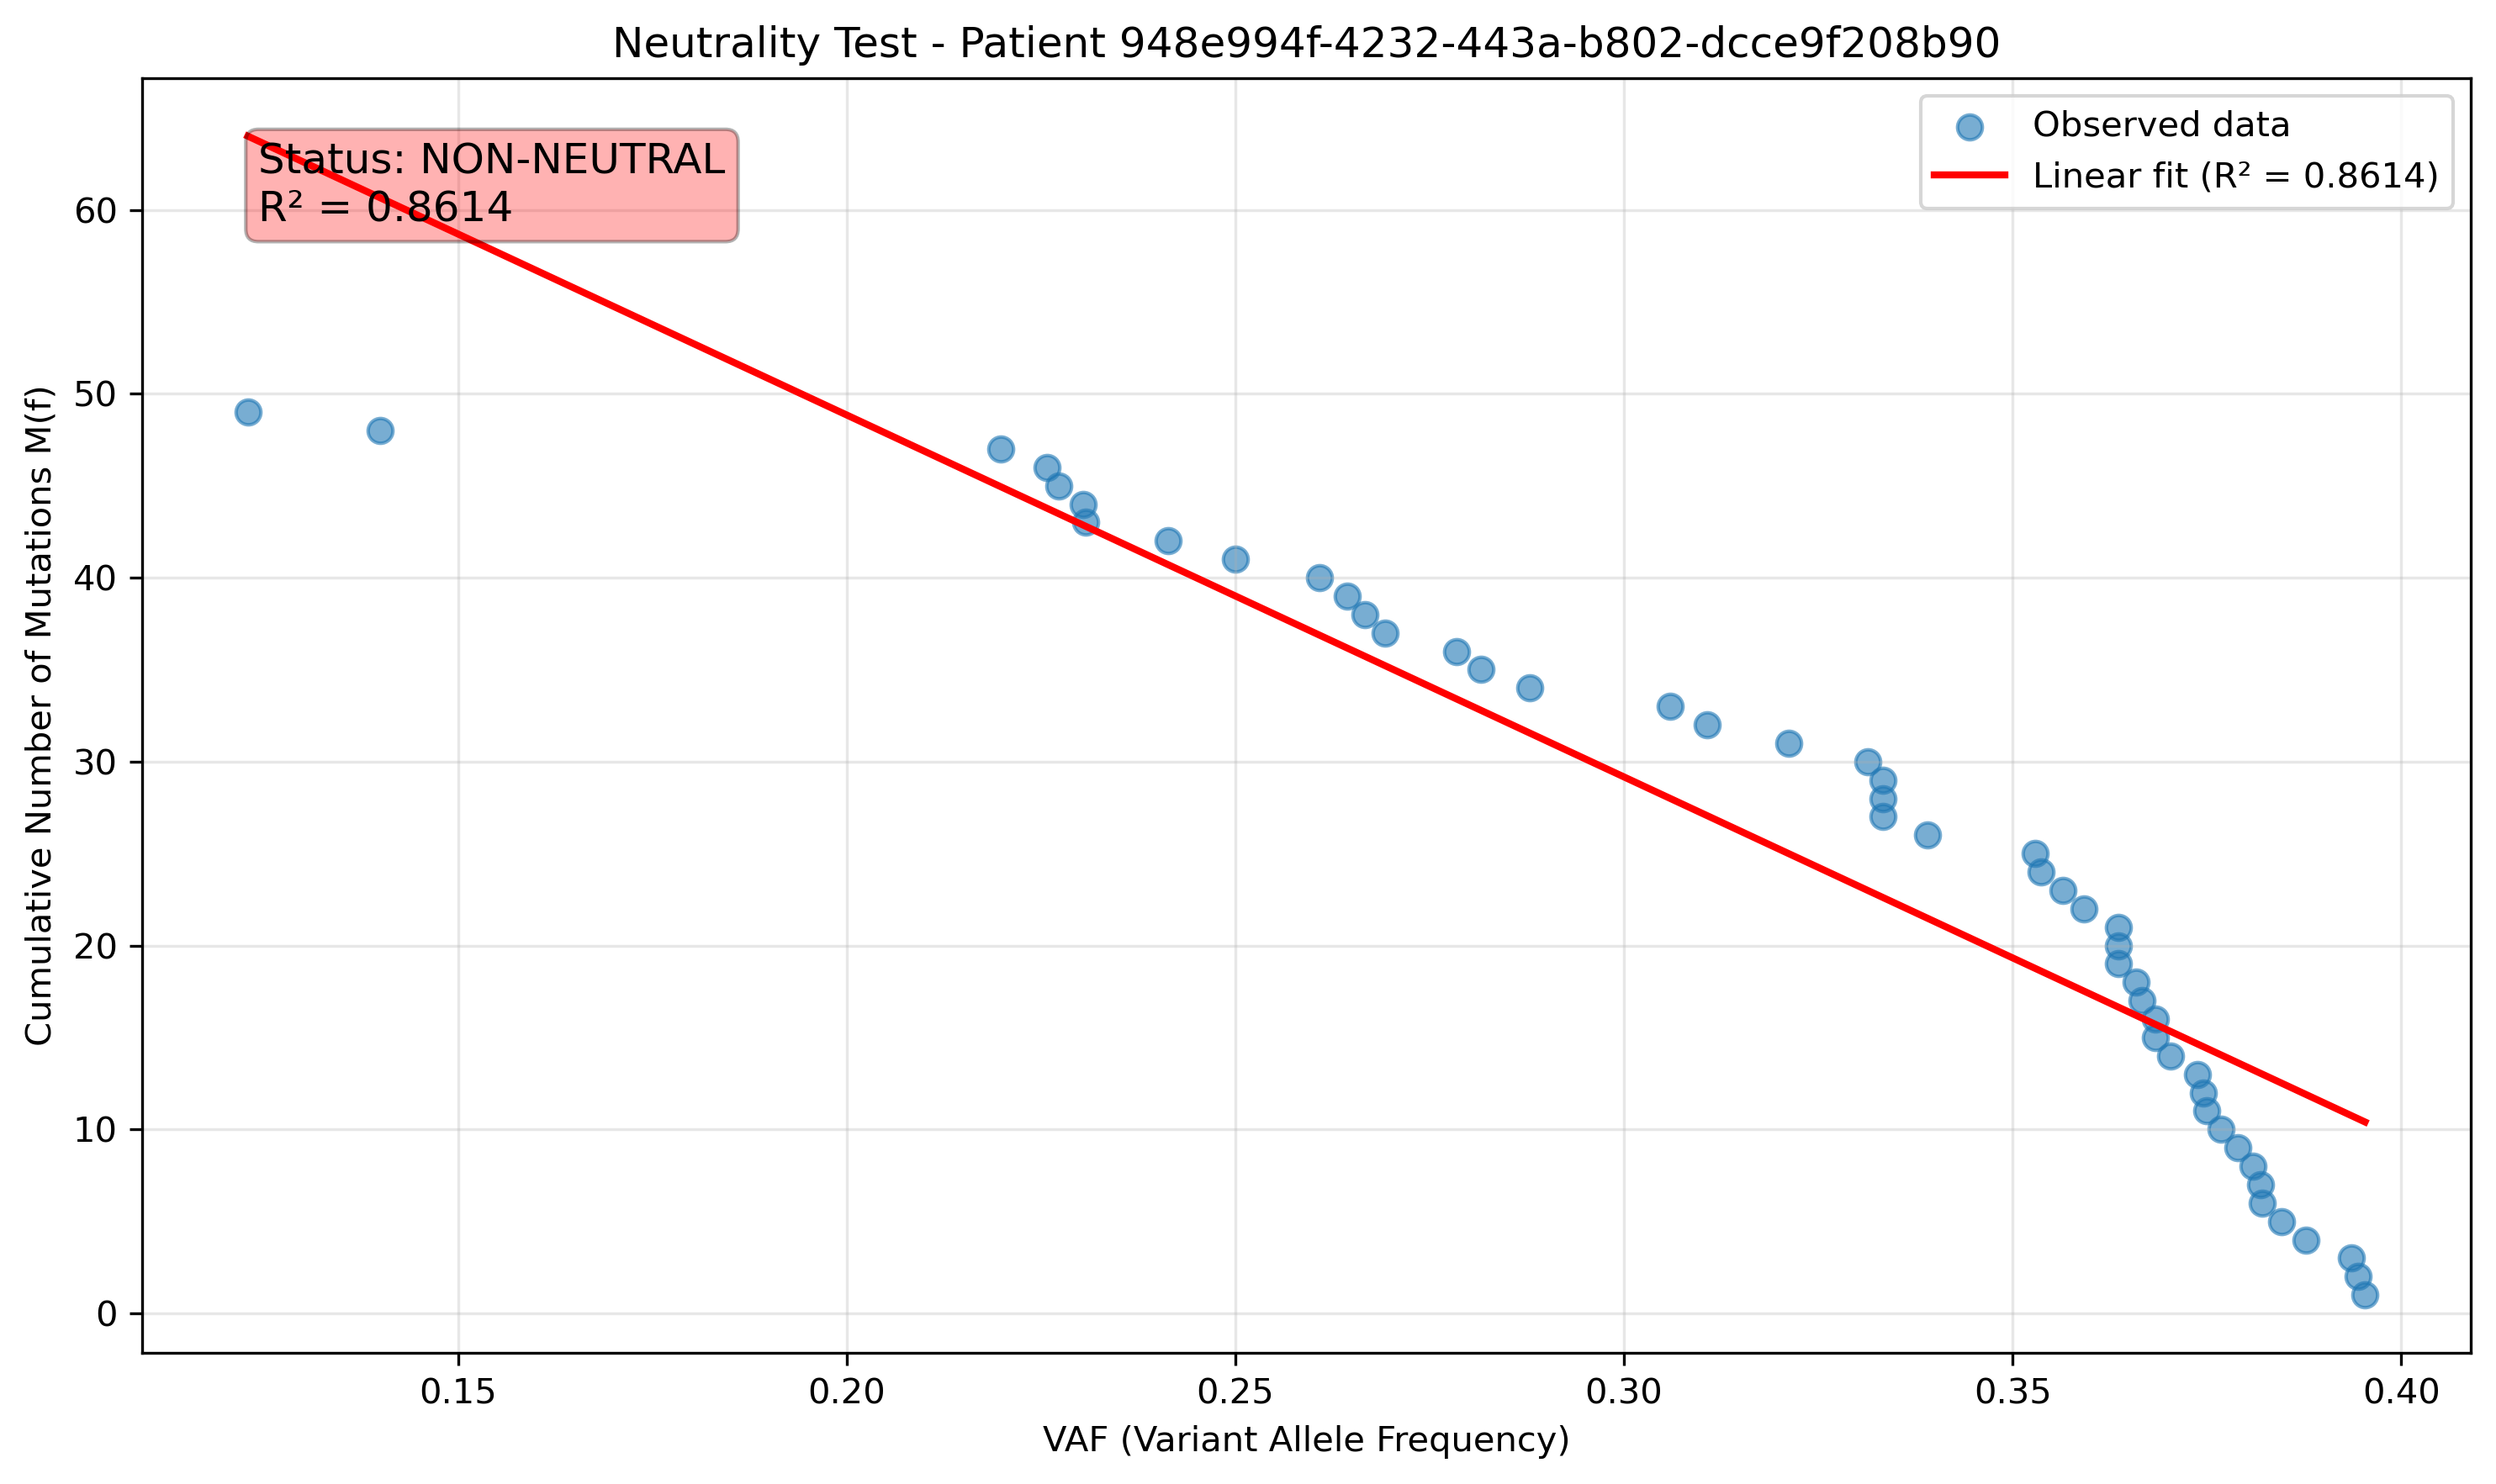 Neutrality Test - Patient 948e994f-4232-443a-b802-dcce9f208b90
Status: NON-NEUTRAL
R² = 0.8614
Observed data
Linear fit (R² = 0.8614)
Cumulative Number of Mutations M(f)
60
50
40
30
20
10
0
0.15 0.20 0.25 0.30 0.35 0.40
VAF (Variant Allele Frequency)